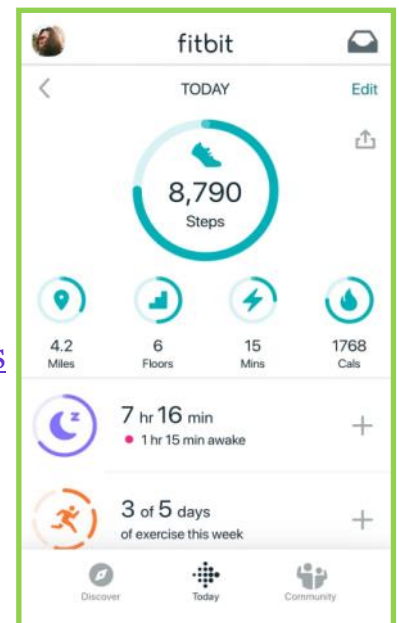 fitbit
TODAY
Edit
8,790
Steps
4.2
Miles
6
Floors
15
Mins
1768
Cals
s
7 hr 16 min
1 hr 15 min awake
3 of 5 days
of exercise this week
Discover
Today
Community